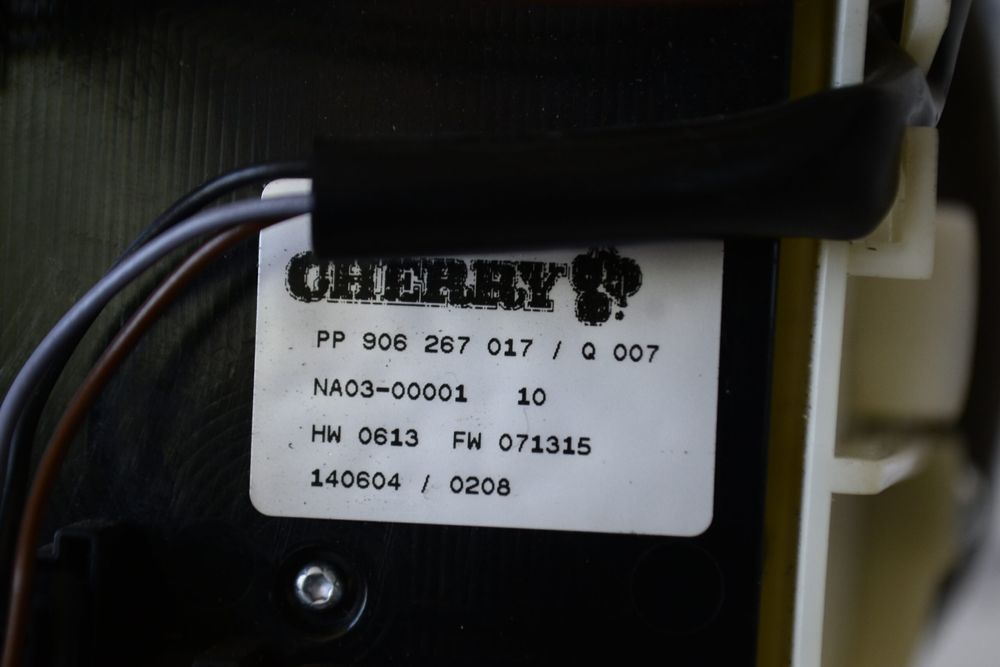 CHERRY
PP 906 267 017 / Q 007
NA03-00001 10
HW 0613 FW 071315
140604 / 0208